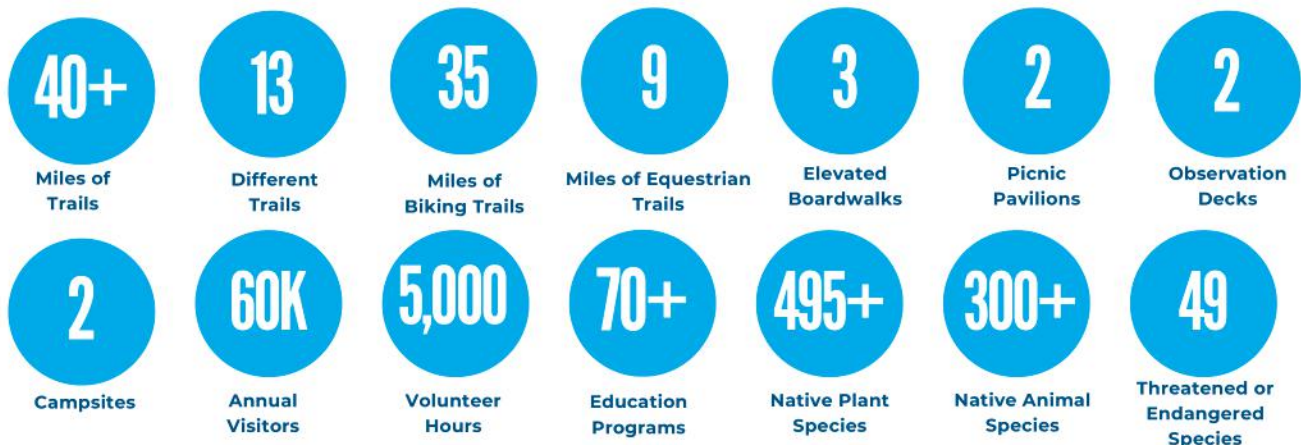 40+
Miles of
Trails
13
Different
Trails
35
Miles of
Biking Trails
9
Miles of Equestrian
Trails
3
Elevated
Boardwalks
2
Picnic
Pavilions
2
Observation
Decks
2
Campsites
60K
Annual
Visitors
5,000
Volunteer
Hours
70+
Education
Programs
495+
Native Plant
Species
300+
Native Animal
Species
49
Threatened or
Endangered
Species